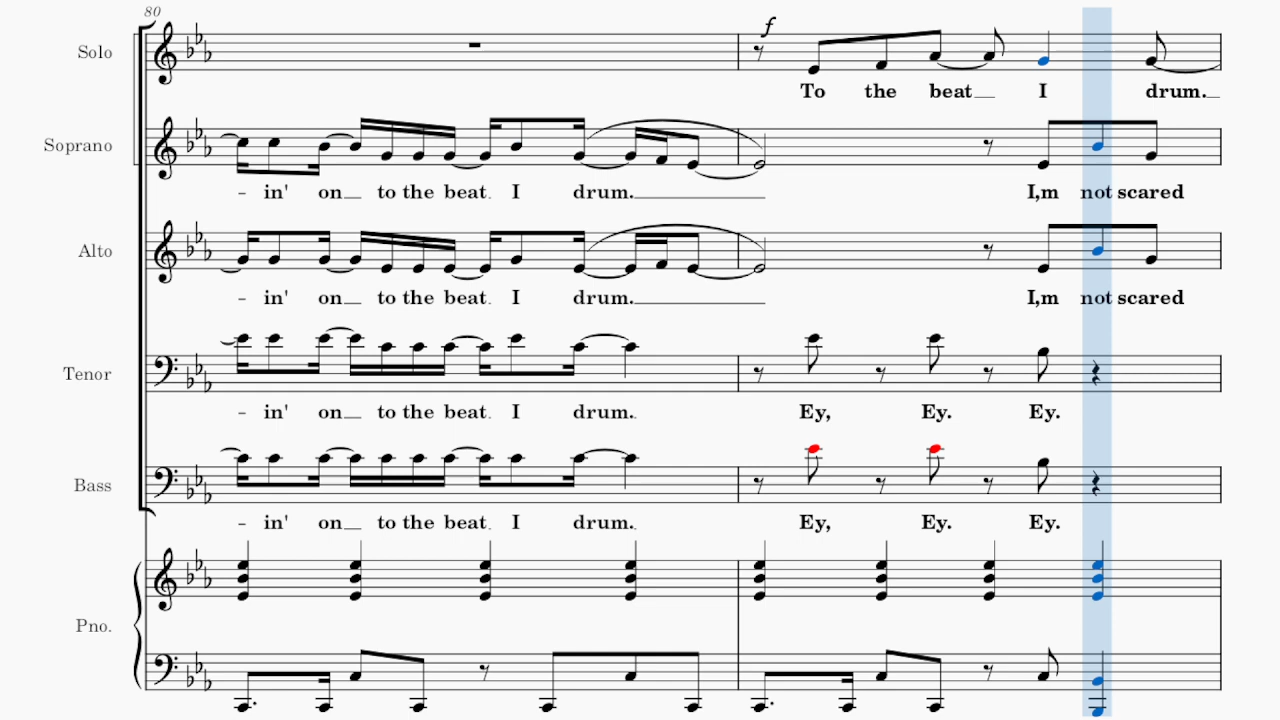 80
f
Solo
To the beat I drum.
Soprano
- in' on to the beat. I drum. I,m not scared
Alto
- in' on to the beat. I drum. I,m not scared
Tenor
- in' on to the beat. I drum. Ey, Ey. Ey.
Bass
- in' on to the beat. I drum. Ey, Ey. Ey.
Pno.